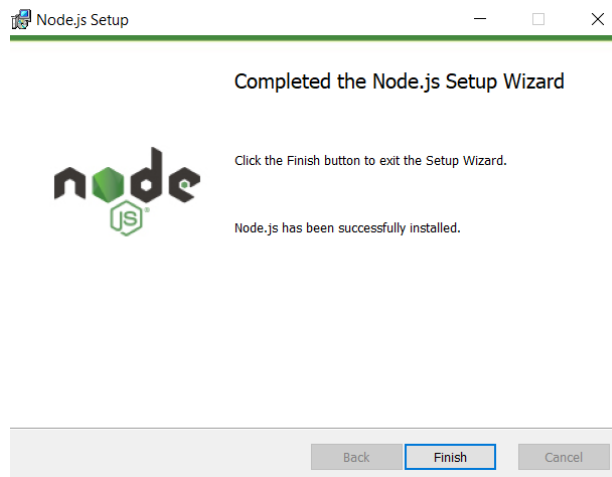 Node.js Setup
Completed the Node.js Setup Wizard
Click the Finish button to exit the Setup Wizard.
node
JS
Node.js has been successfully installed.
Back
Finish
Cancel